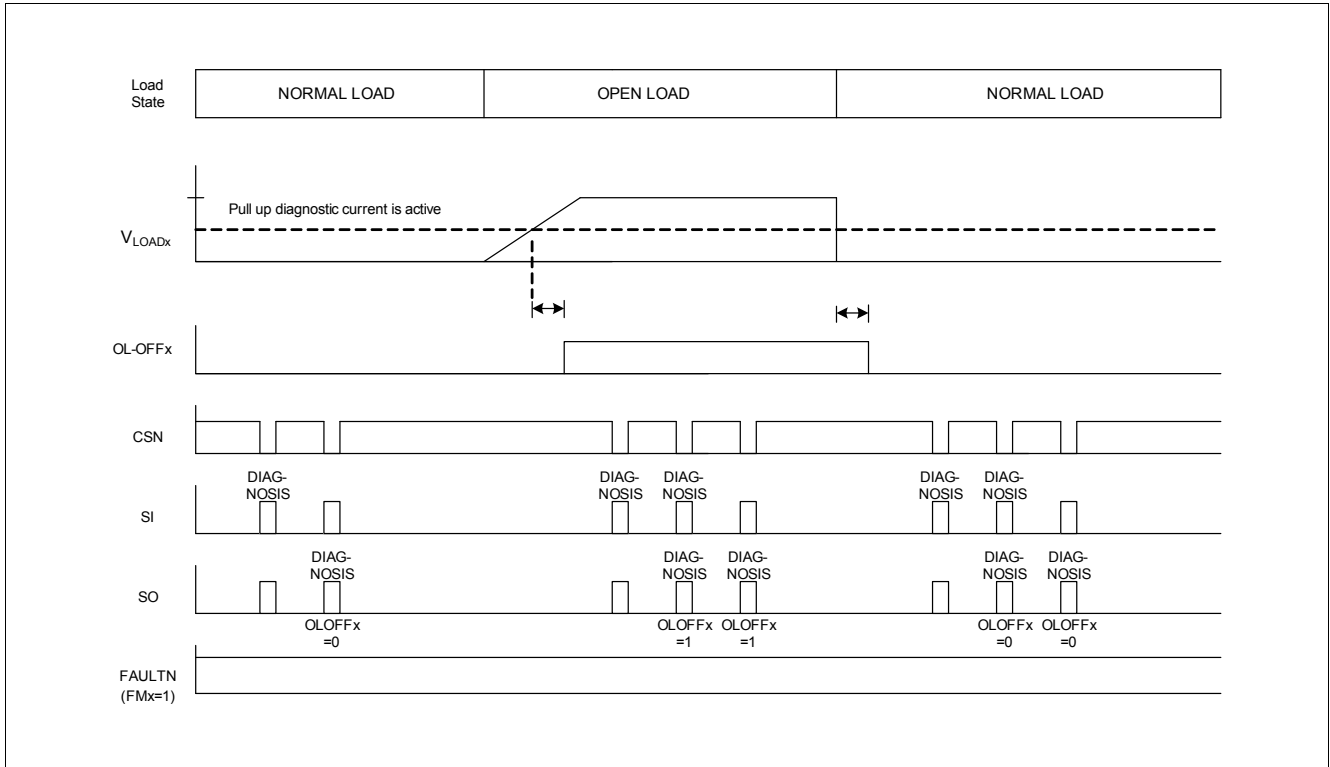 Load
State
NORMAL LOAD
OPEN LOAD
NORMAL LOAD
Pull up diagnostic current is active
VLOADx
OL-OFFx
CSN
DIAG-
NOSIS
DIAG-
NOSIS
DIAG-
NOSIS
DIAG-
NOSIS
DIAG-
NOSIS
SI
DIAG-
NOSIS
DIAG-
NOSIS
DIAG-
NOSIS
DIAG-
NOSIS
DIAG-
NOSIS
SO
OLOFFx
=0
OLOFFx
=1
OLOFFx
=1
OLOFFx
=0
OLOFFx
=0
FAULTN
(FMx=1)